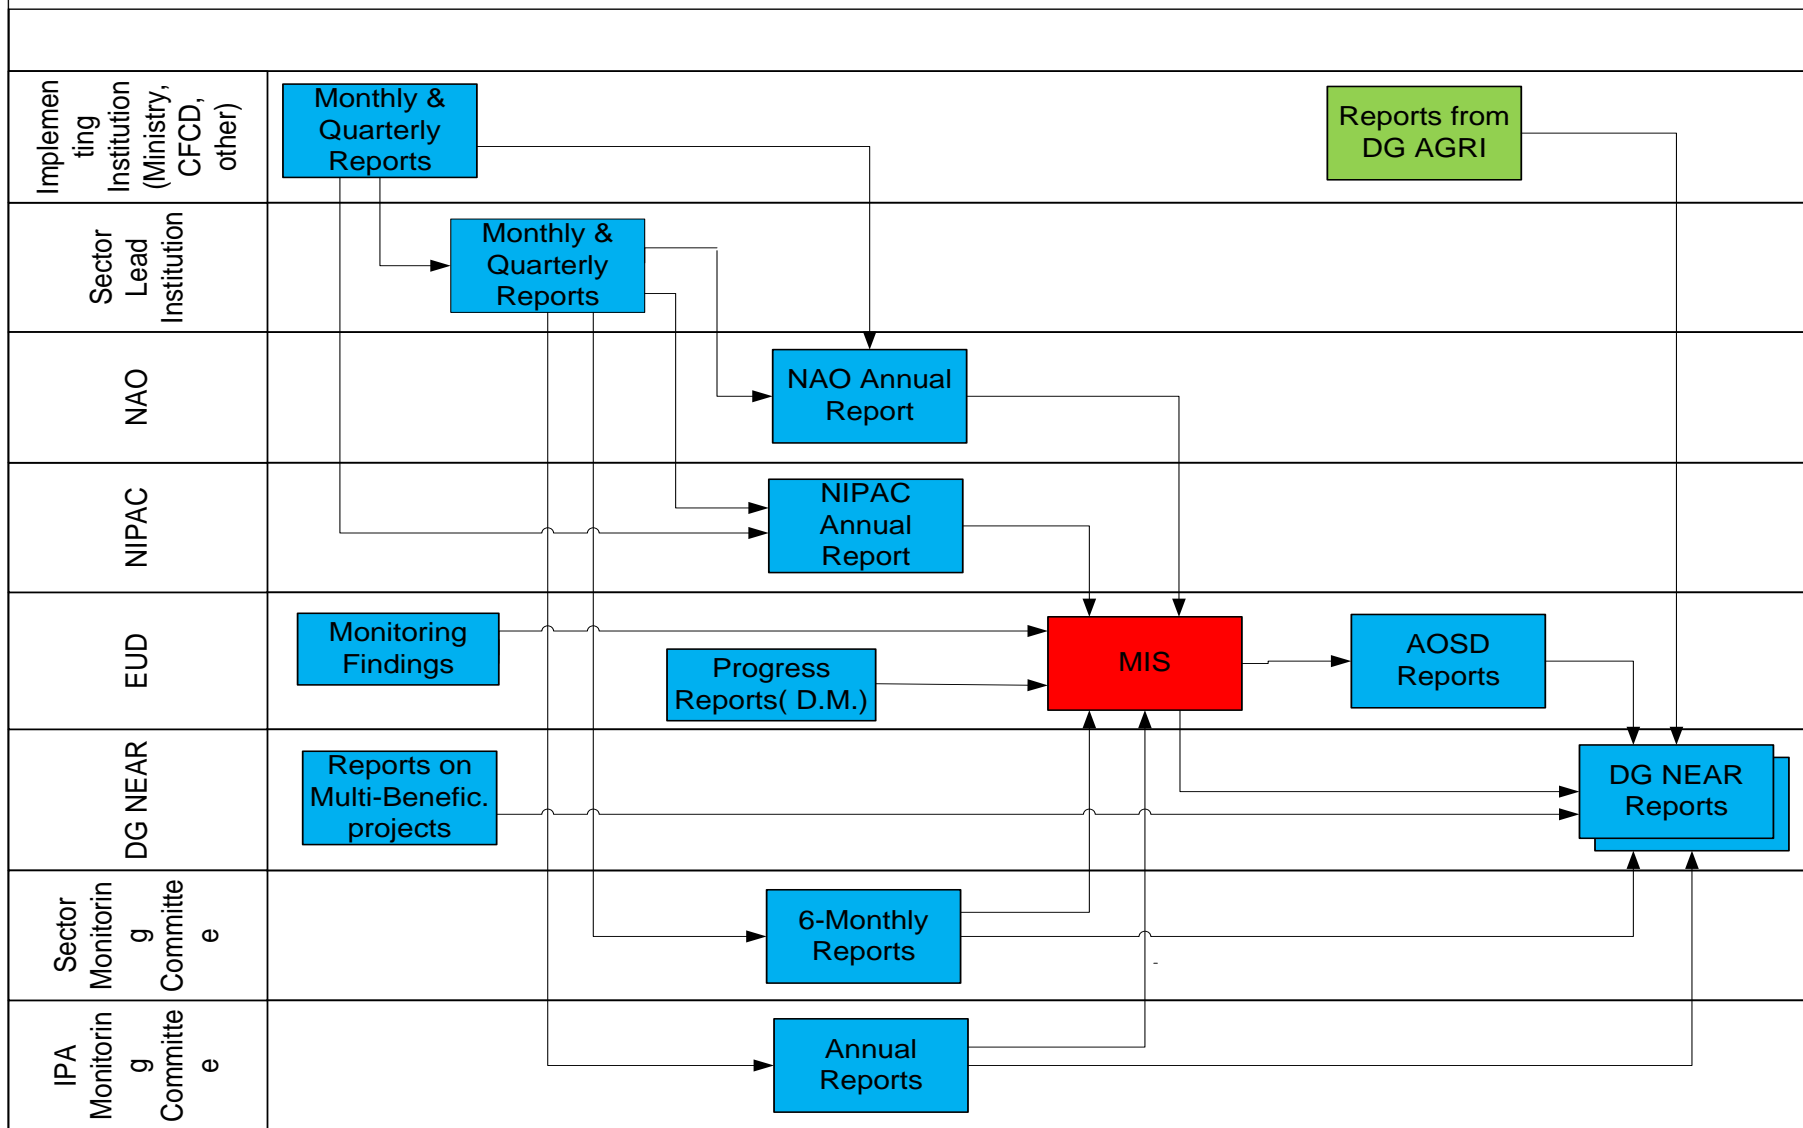 Implemen
ting
Institution
(Ministry,
CFCD,
other)
Monthly &
Quarterly
Reports
Reports from
DG AGRI
Sector
Lead
Institution
Monthly &
Quarterly
Reports
NAO
NAO Annual
Report
NIPAC
NIPAC
Annual
Report
EUD
Monitoring
Findings
Progress
Reports( D.M.)
MIS
AOSD
Reports
DG NEAR
Reports on
Multi-Benefic.
projects
DG NEAR
Reports
Sector
Monitorin
g
Committe
e
6-Monthly
Reports
-
IPA
Monitorin
g
Committe
e
Annual
Reports